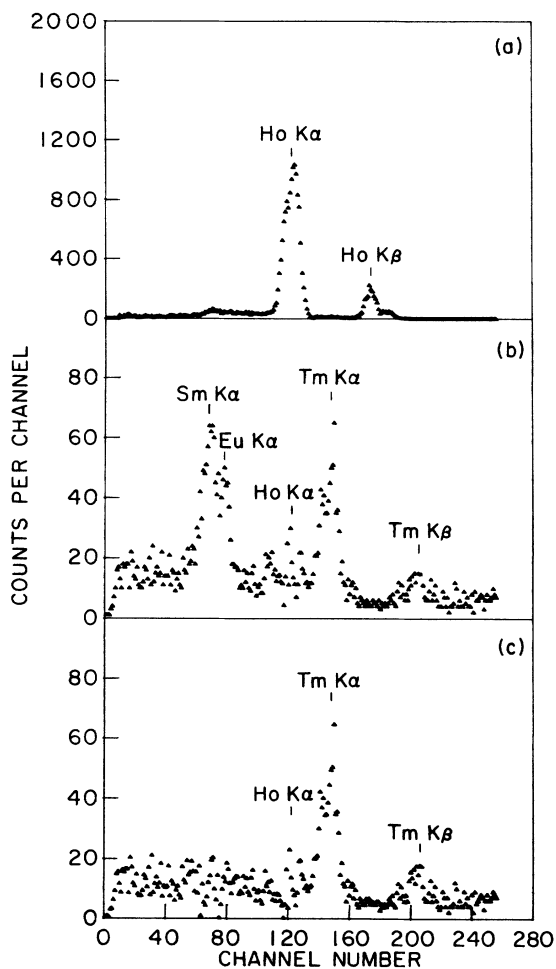 2000
(a)
1600
1200
Ho Kα
800
400
Ho Kβ
0
COUNTS PER CHANNEL
(b)
80
Sm Kα
Tm Kα
60
Eu Kα
40
Ho Kα
Tm Kβ
20
0
(c)
80
Tm Kα
60
40
Ho Kα
Tm Kβ
20
0
0 40 80 120 160 200 240 280
CHANNEL NUMBER